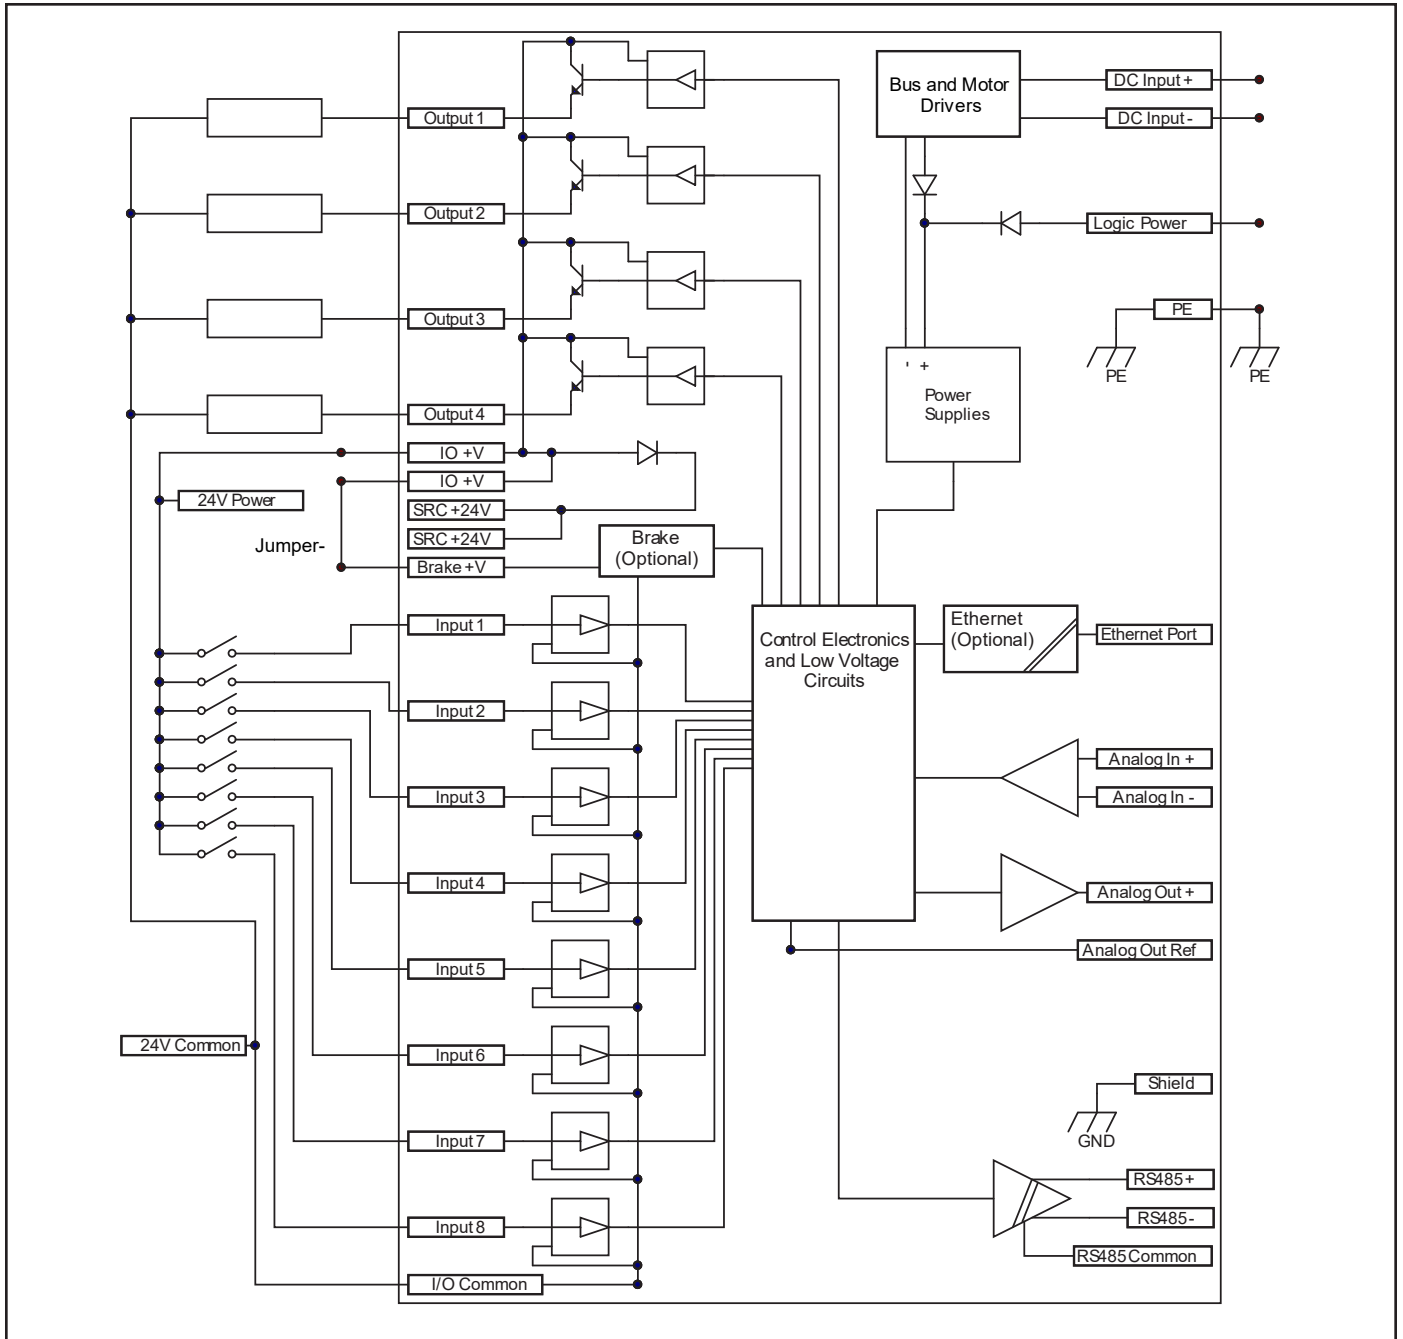 Bus and Motor
Drivers
DC Input +
DC Input -
Output 1
Output 2
Logic Power
Output 3
PE
PE
PE
- +
Power
Supplies
Output 4
IO +V
IO +V
24V Power
SRC +24V
SRC +24V
Jumper-
Brake +V
Brake
(Optional)
Input 1
Control Electronics
and Low Voltage
Circuits
Ethernet
(Optional)
Ethernet Port
Input 2
Analog In +
Input 3
Analog In -
Input 4
Analog Out +
Analog Out Ref
Input 5
24V Common
Input 6
Shield
GND
Input 7
RS485 +
RS485 -
Input 8
RS485 Common
I/O Common